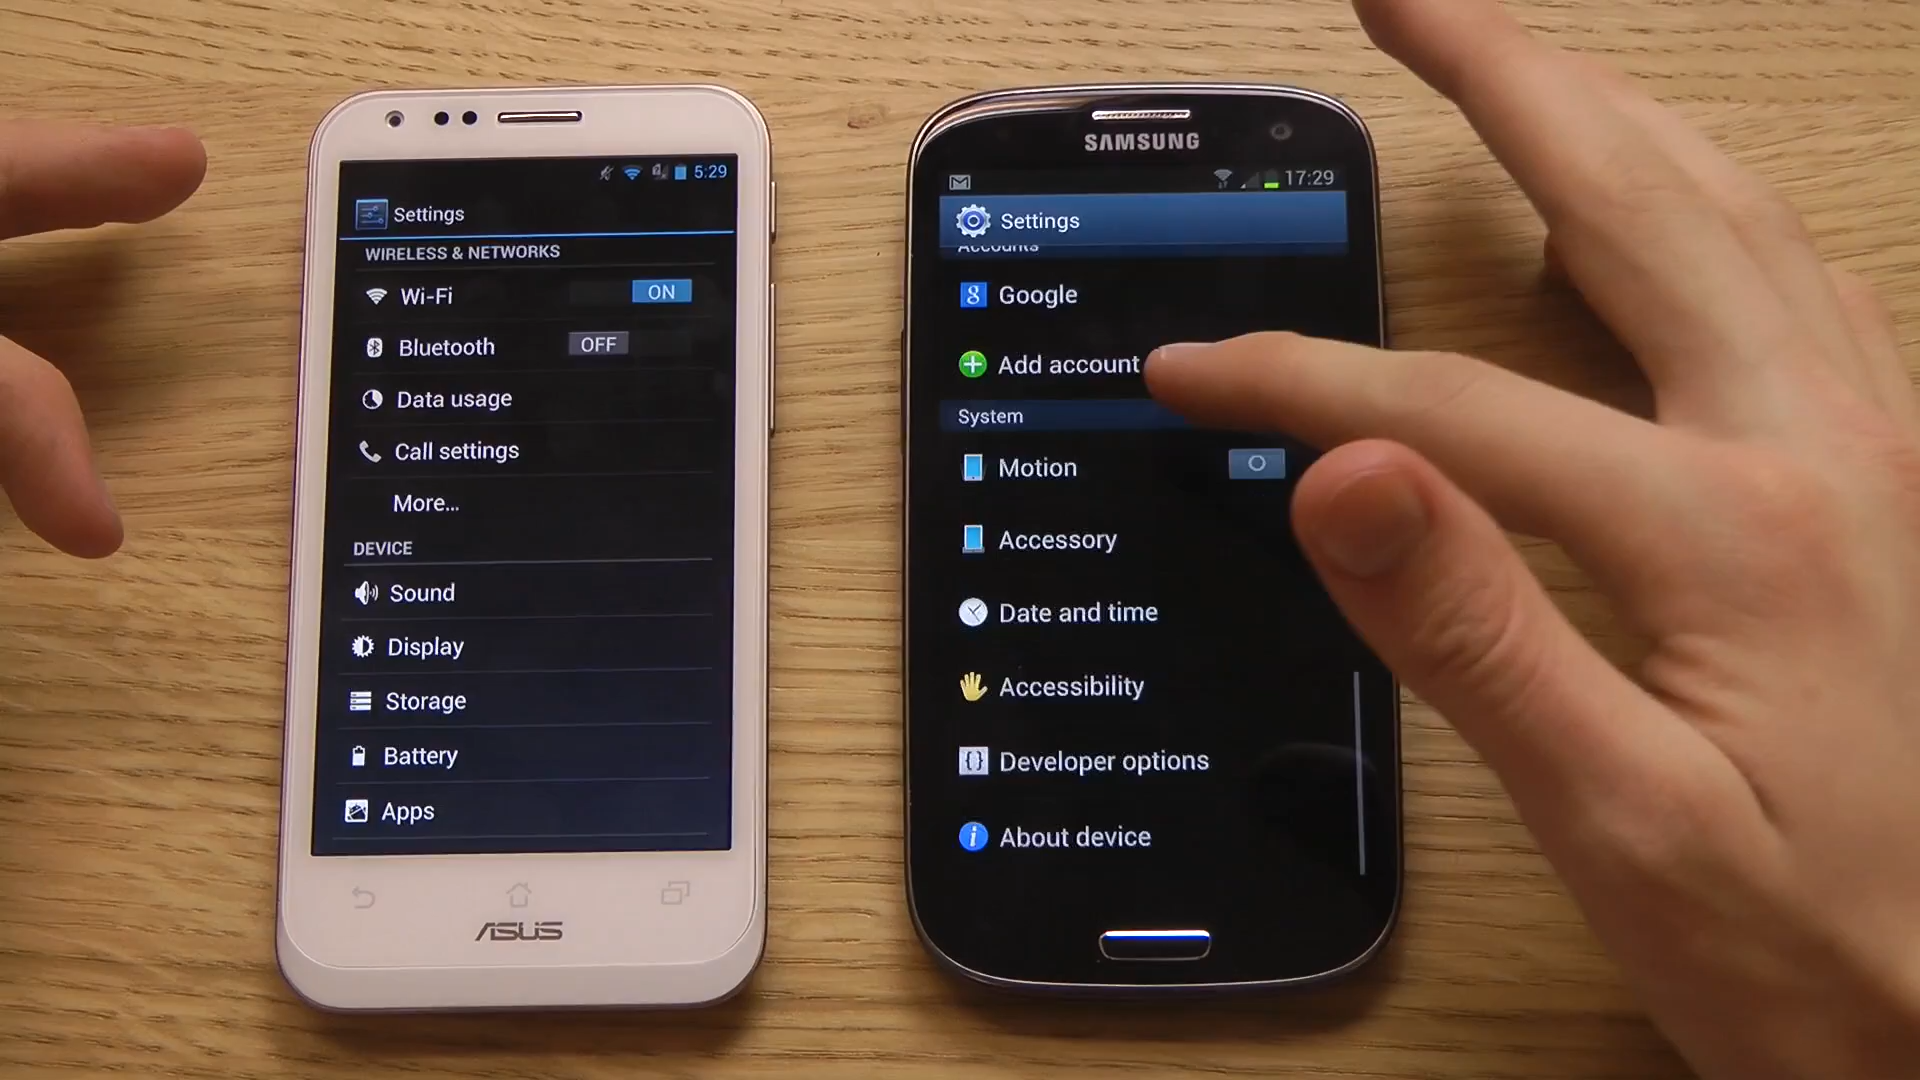 5:29
Settings
WIRELESS & NETWORKS
Wi-Fi ON
Bluetooth OFF
Data usage
Call settings
More...
DEVICE
Sound
Display
Storage
Battery
Apps
ASUS
SAMSUNG
17:29
Settings
Accounts
Google
Add account
System
Motion
Accessory
Date and time
Accessibility
Developer options
About device